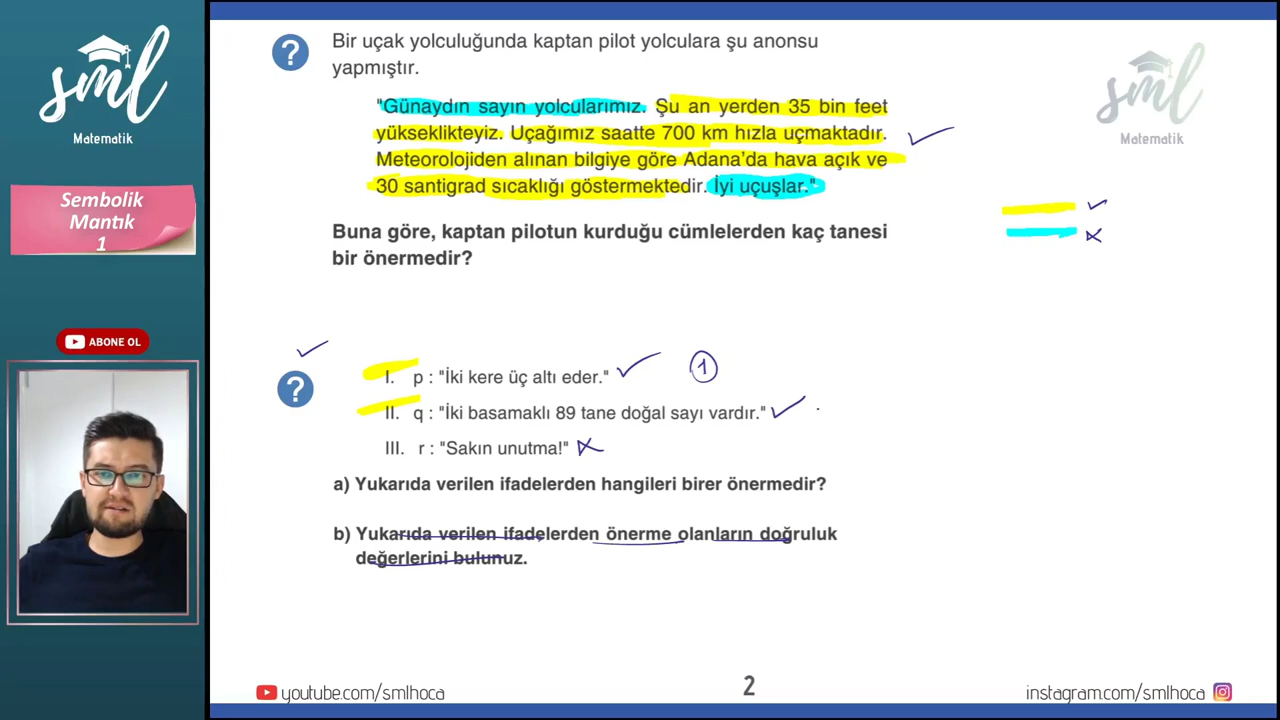 sml
Matematik
Sembolik
Mantık
1
ABONE OL
?
Bir uçak yolculuğunda kaptan pilot yolculara şu anonsu
yapmıştır.
"Günaydın sayın yolcularımız. Şu an yerden 35 bin feet
yükseklikteyiz. Uçağımız saatte 700 km hızla uçmaktadır.
Meteorolojiden alınan bilgiye göre Adana'da hava açık ve
30 santigrad sıcaklığı göstermektedir. İyi uçuşlar."
Buna göre, kaptan pilotun kurduğu cümlelerden kaç tanesi
bir önermedir?
sml
Matematik
?
I. p : "İki kere üç altı eder." 1
II. q : "İki basamaklı 89 tane doğal sayı vardır."
III. r : "Sakın unutma!"
a) Yukarıda verilen ifadelerden hangileri birer önermedir?
b) Yukarıda verilen ifadelerden önerme olanların doğruluk
değerlerini bulunuz.
youtube.com/smlhoca
2
instagram.com/smlhoca